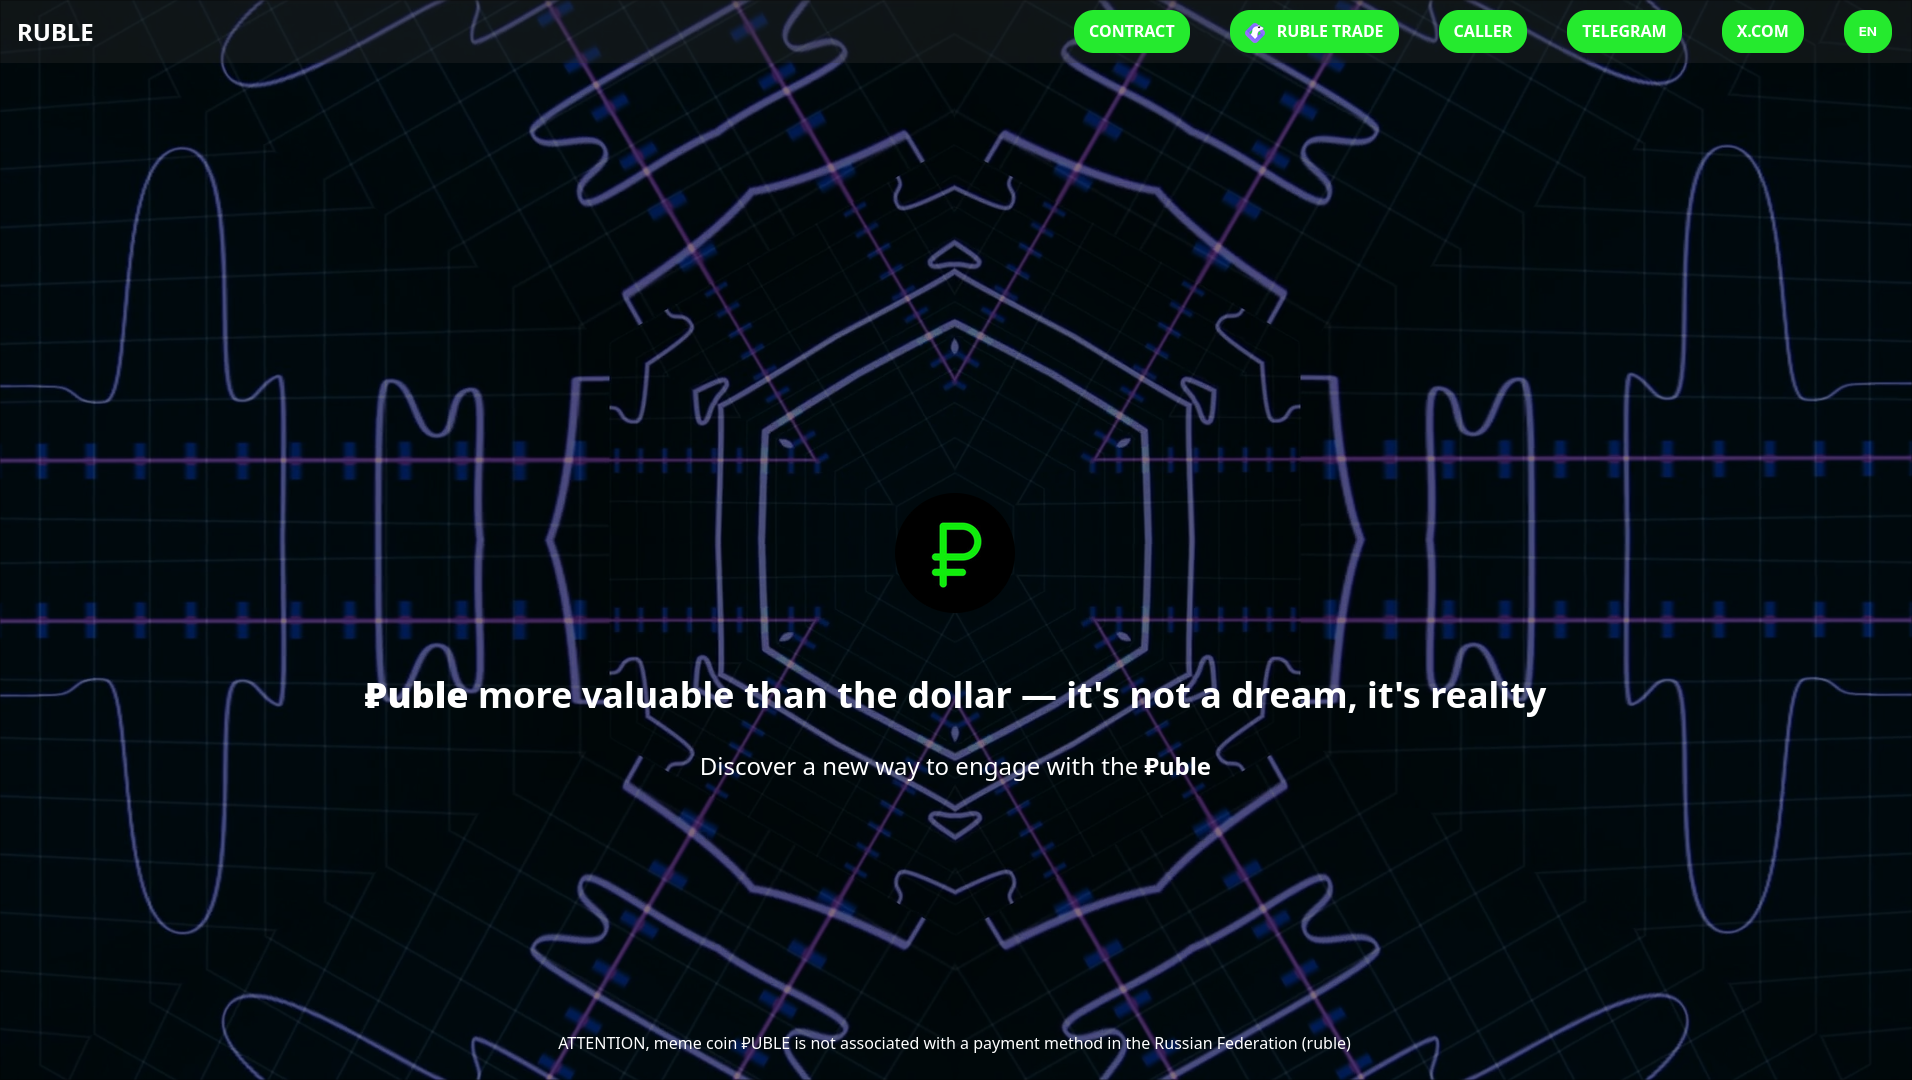 RUBLE
CONTRACT
RUBLE TRADE
CALLER
TELEGRAM
X.COM
EN
₽uble more valuable than the dollar — it's not a dream, it's reality
Discover a new way to engage with the ₽uble
ATTENTION, meme coin ₽UBLE is not associated with a payment method in the Russian Federation (ruble)